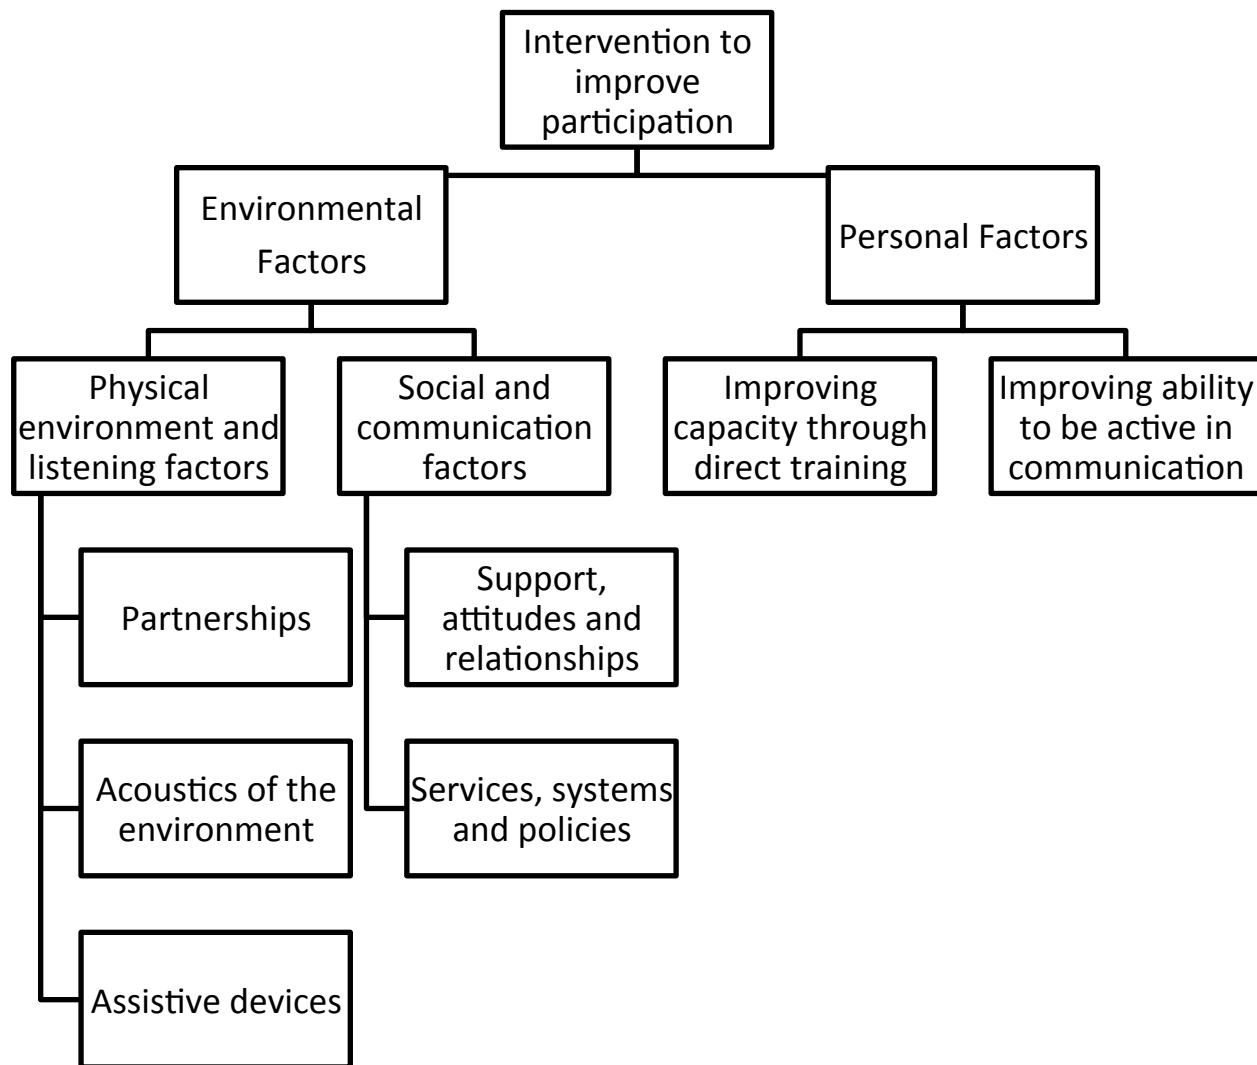 Intervention to
improve
participation
Environmental
Factors
Personal Factors
Physical
environment and
listening factors
Social and
communication
factors
Improving
capacity through
direct training
Improving ability
to be active in
communication
Partnerships
Support,
attitudes and
relationships
Acoustics of the
environment
Services, systems
and policies
Assistive devices